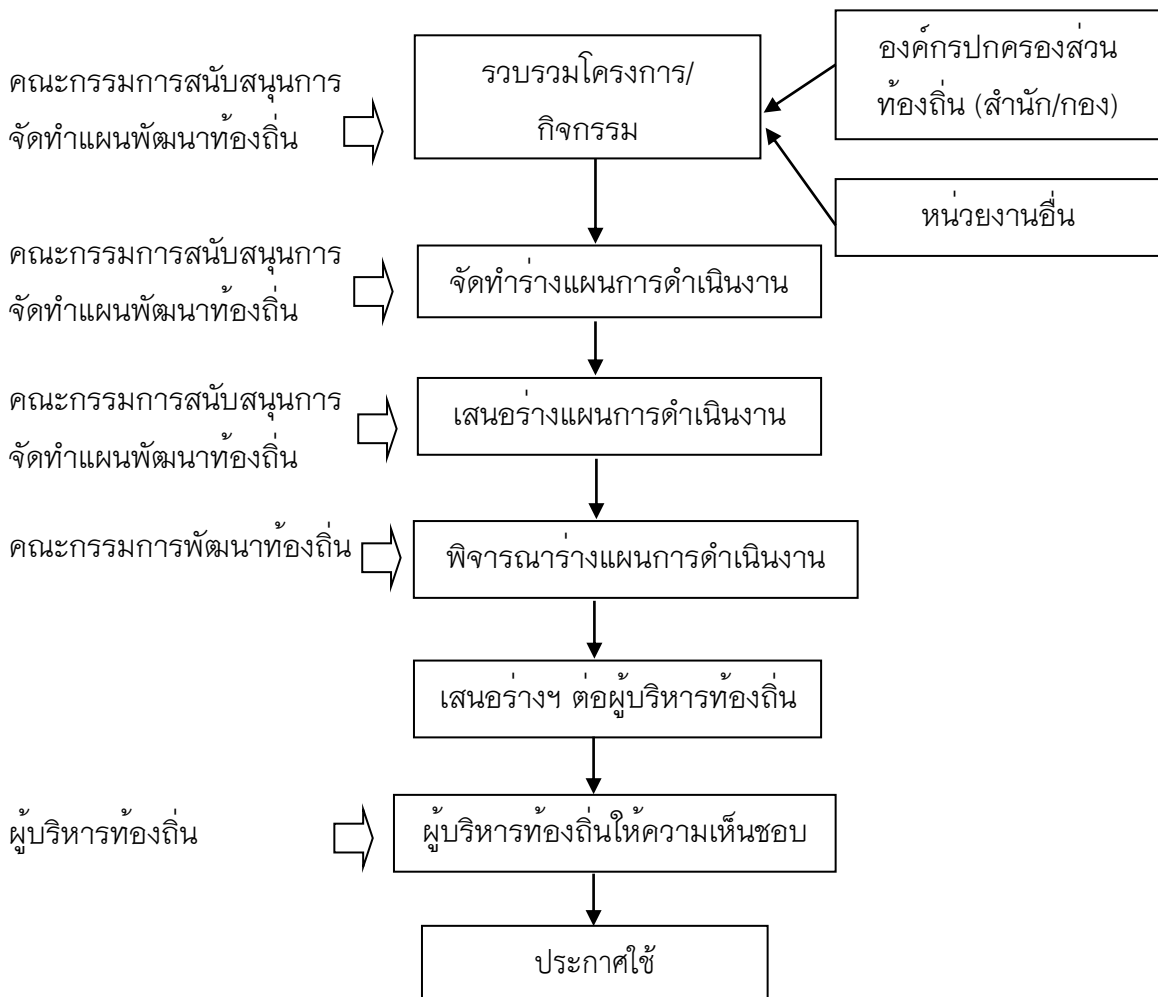 คณะกรรมการสนับสนุนการ
จัดทำแผนพัฒนาท้องถิ่น
รวบรวมโครงการ/
กิจกรรม
องค์กรปกครองส่วน
ท้องถิ่น (สำนัก/กอง)
หน่วยงานอื่น
คณะกรรมการสนับสนุนการ
จัดทำแผนพัฒนาท้องถิ่น
จัดทำร่างแผนการดำเนินงาน
คณะกรรมการสนับสนุนการ
จัดทำแผนพัฒนาท้องถิ่น
เสนอร่างแผนการดำเนินงาน
คณะกรรมการพัฒนาท้องถิ่น
พิจารณาร่างแผนการดำเนินงาน
เสนอร่างฯ ต่อผู้บริหารท้องถิ่น
ผู้บริหารท้องถิ่น
ผู้บริหารท้องถิ่นให้ความเห็นชอบ
ประกาศใช้